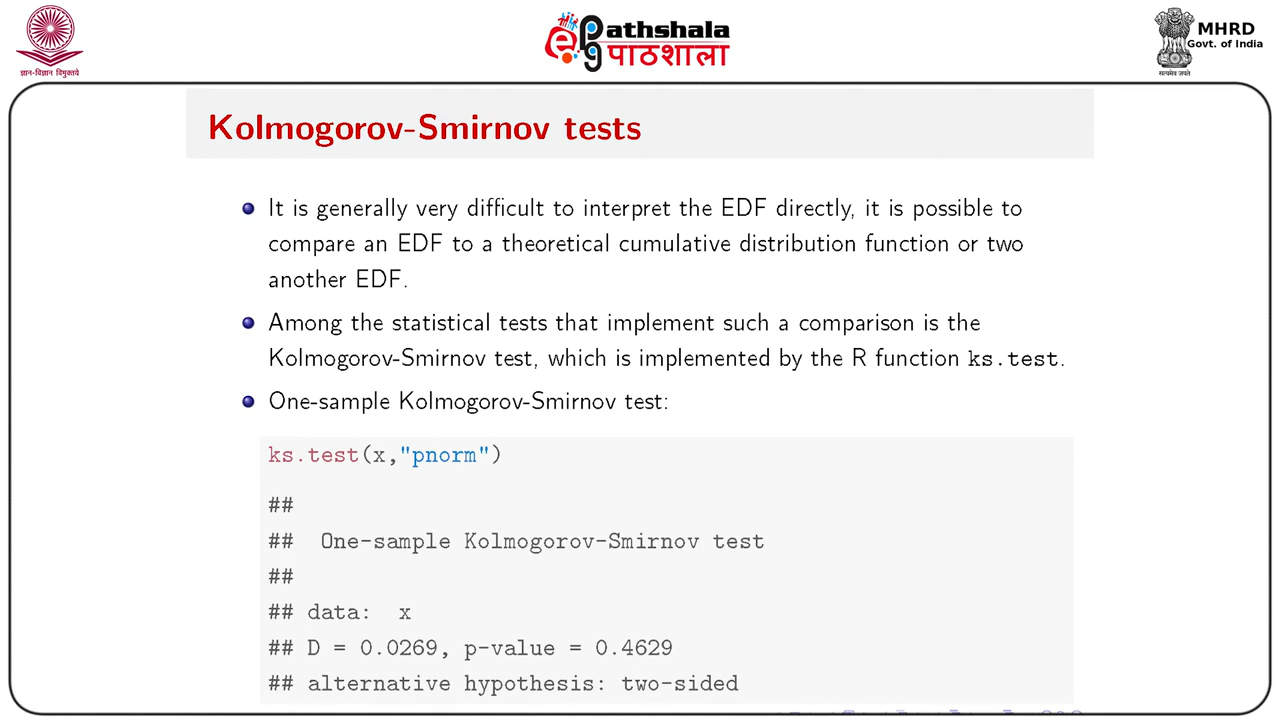 ज्ञान-विज्ञान विमुक्तये
ePG Pathshala
पाठशाला
MHRD
Govt. of India
सत्यमेव जयते
Kolmogorov-Smirnov tests
It is generally very difficult to interpret the EDF directly, it is possible to
compare an EDF to a theoretical cumulative distribution function or two
another EDF.
Among the statistical tests that implement such a comparison is the
Kolmogorov-Smirnov test, which is implemented by the R function ks.test.
One-sample Kolmogorov-Smirnov test:
ks.test(x,"pnorm")
##
## One-sample Kolmogorov-Smirnov test
##
## data: x
## D = 0.0269, p-value = 0.4629
## alternative hypothesis: two-sided